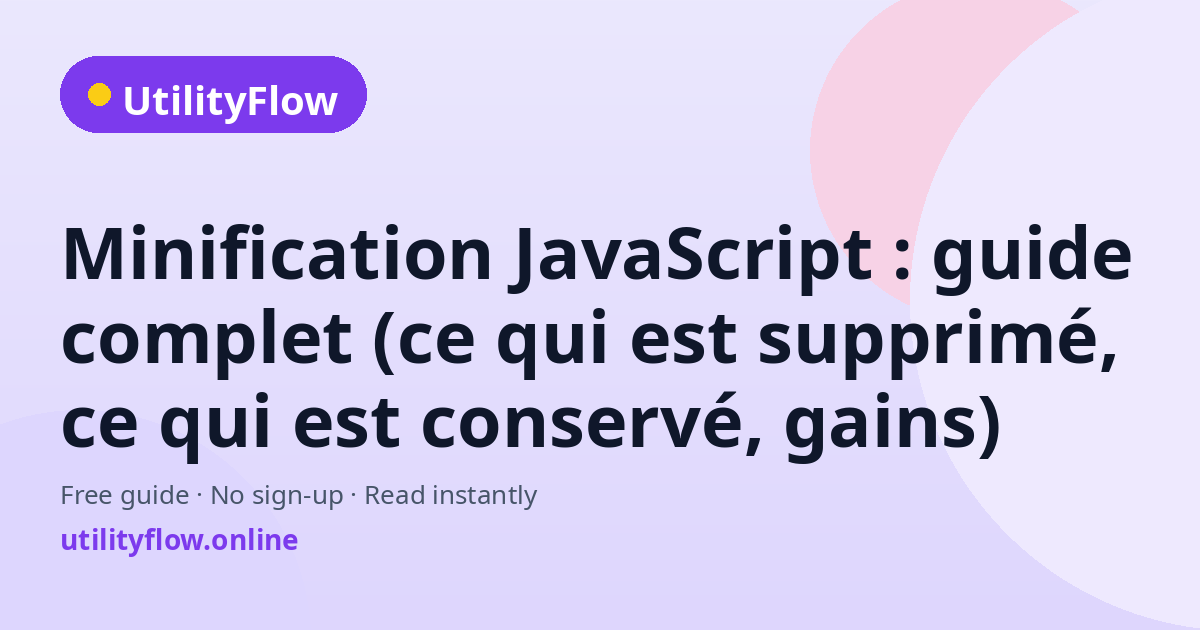 UtilityFlow
Minification JavaScript : guide
complet (ce qui est supprimé,
ce qui est conservé, gains)
Free guide · No sign-up · Read instantly
utilityflow.online